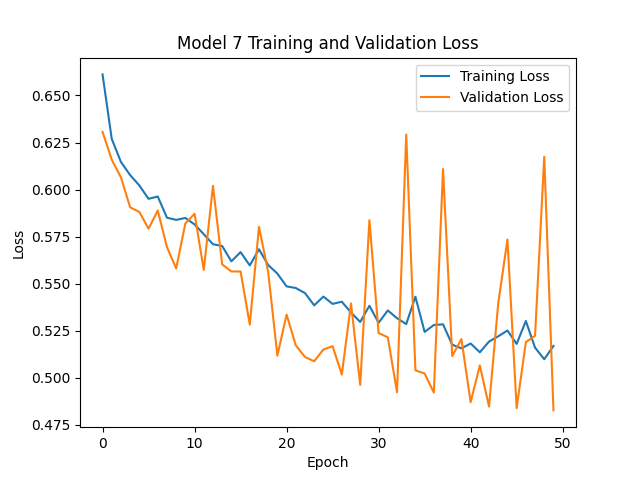 Model 7 Training and Validation Loss
Training Loss
Validation Loss
0.650
0.625
0.600
0.575
0.550
0.525
0.500
0.475
Loss
0 10 20 30 40 50
Epoch